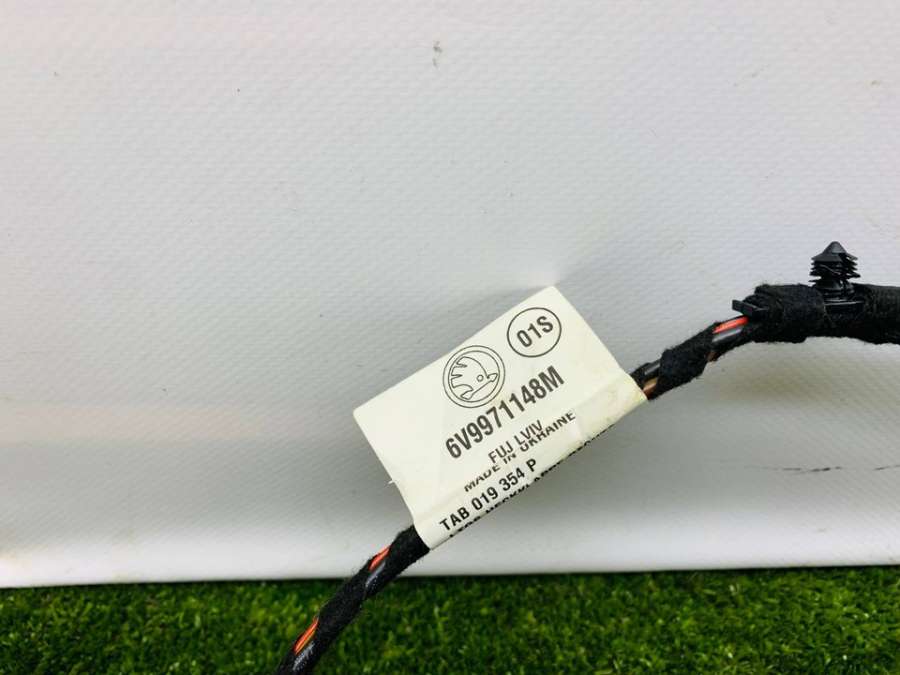 01S
6V9971148M
FUJ LVIV
MADE IN UKRAINE
TAB 019 354 P